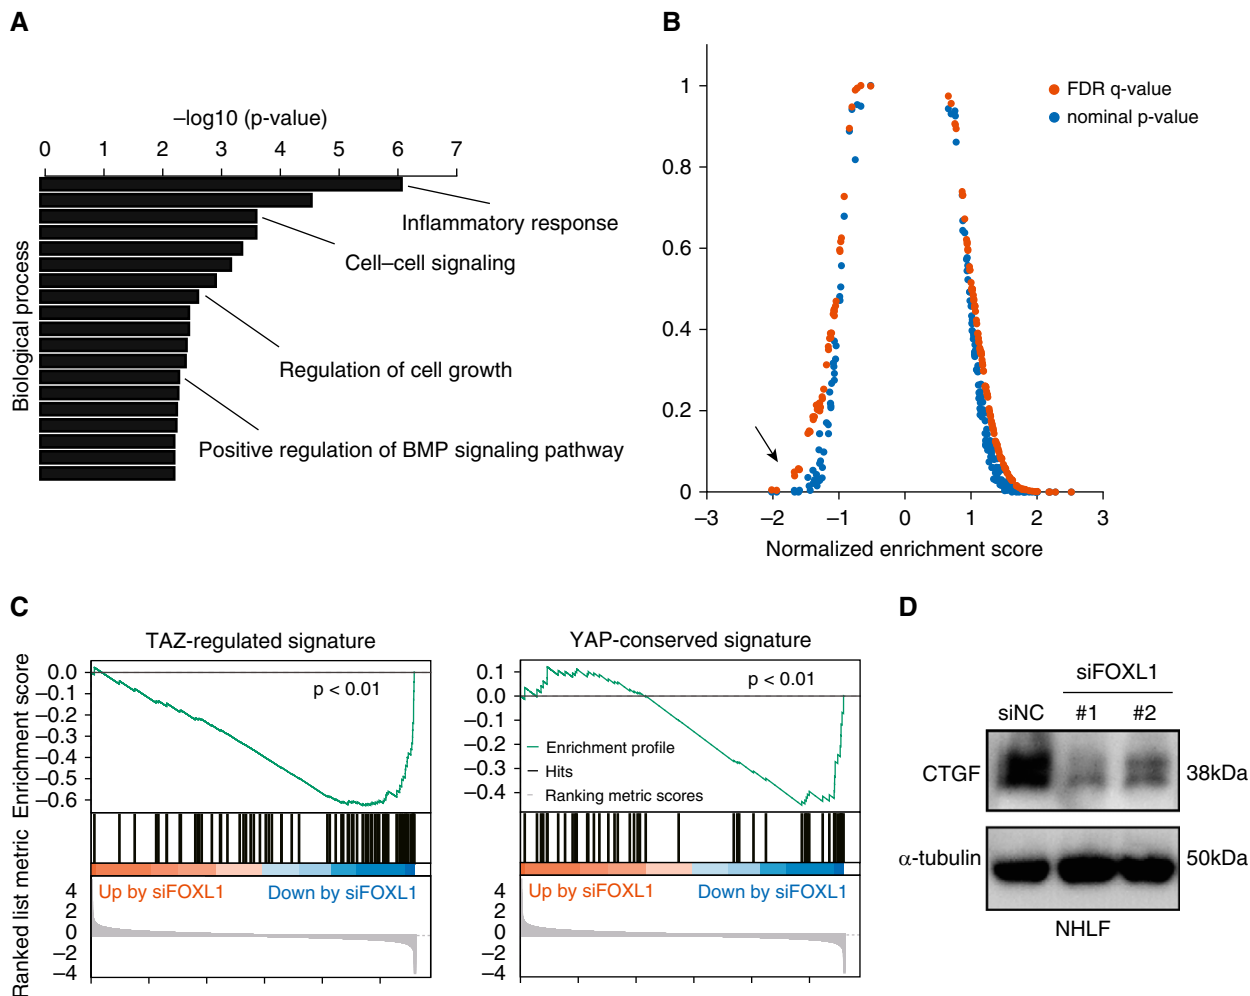 A
–log10 (p-value)
0 1 2 3 4 5 6 7
Biological process
Inflammatory response
Cell–cell signaling
Regulation of cell growth
Positive regulation of BMP signaling pathway
B
1
0.8
0.6
0.4
0.2
0
–3 –2 –1 0 1 2 3
Normalized enrichment score
FDR q-value
nominal p-value
C
TAZ-regulated signature
Enrichment score
0.0
–0.1
–0.2
–0.3
–0.4
–0.5
–0.6
p < 0.01
Ranked list metric
Up by siFOXL1
Down by siFOXL1
4
2
0
–2
–4
YAP-conserved signature
0.1
0.0
–0.1
–0.2
–0.3
–0.4
p < 0.01
Enrichment profile
Hits
Ranking metric scores
Up by siFOXL1
Down by siFOXL1
4
2
0
–2
–4
D
siFOXL1
siNC #1 #2
CTGF 38kDa
α-tubulin 50kDa
NHLF